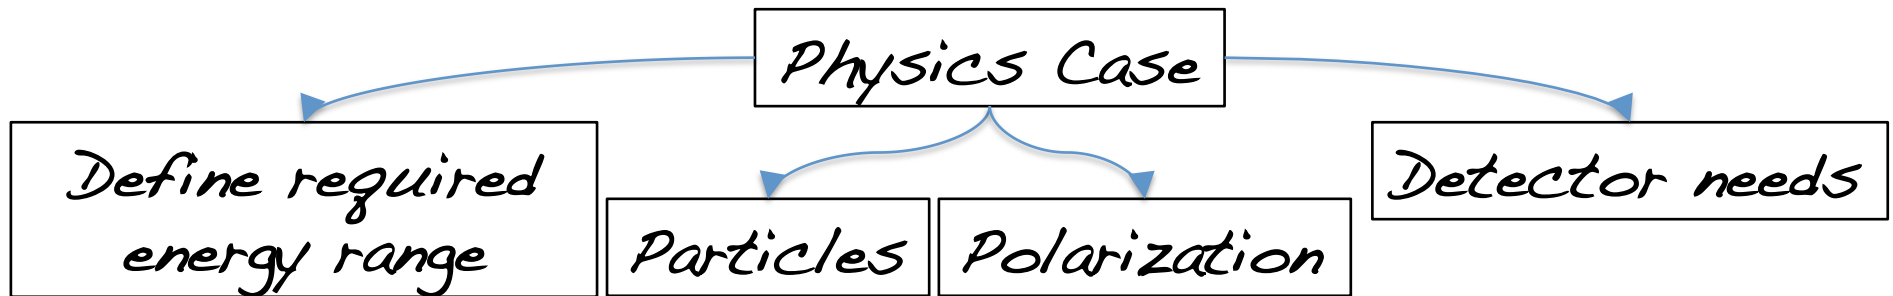 Physics Case
Define required
energy range
Particles
Polarization
Detector needs